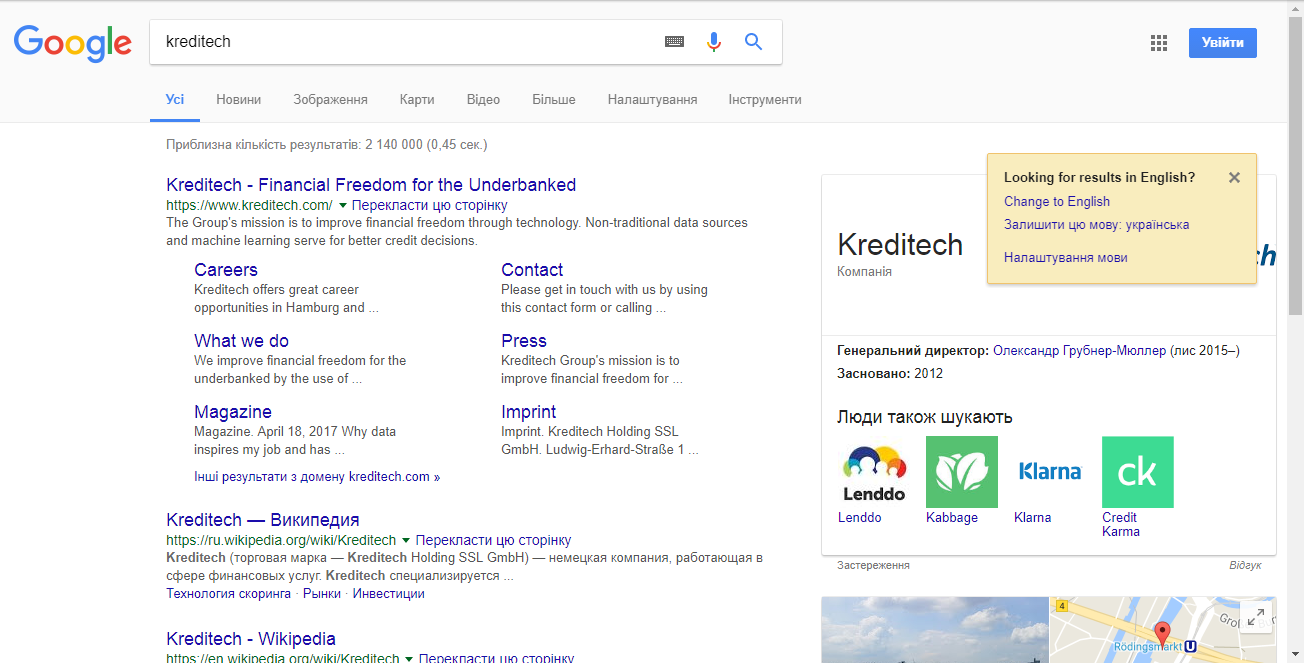 Google
kreditech
Увійти
Усі Новини Зображення Карти Відео Більше Налаштування Інструменти
Приблизна кількість результатів: 2 140 000 (0,45 сек.)
Kreditech - Financial Freedom for the Underbanked
https://www.kreditech.com/ Перекласти цю сторінку
The Group's mission is to improve financial freedom through technology. Non-traditional data sources
and machine learning serve for better credit decisions.
Careers
Kreditech offers great career
opportunities in Hamburg and ...
Contact
Please get in touch with us by using
this contact form or calling ...
What we do
We improve financial freedom for the
underbanked by the use of ...
Press
Kreditech Group's mission is to
improve financial freedom for ...
Magazine
Magazine. April 18, 2017 Why data
inspires my job and has ...
Imprint
Imprint. Kreditech Holding SSL
GmbH. Ludwig-Erhard-Straße 1 ...
Інші результати з домену kreditech.com »
Kreditech — Википедия
https://ru.wikipedia.org/wiki/Kreditech Перекласти цю сторінку
Kreditech (торговая марка — Kreditech Holding SSL GmbH) — немецкая компания, работающая в
сфере финансовых услуг. Kreditech специализируется ...
Технология скоринга · Рынки · Инвестиции
Kreditech - Wikipedia
https://en.wikipedia.org/wiki/Kreditech Перекласти цю сторінку
Looking for results in English?
Change to English
Залишити цю мову: українська
Налаштування мови
Kreditech
Компанія
Генеральний директор: Олександр Грубнер-Мюллер (лис 2015–)
Засновано: 2012
Люди також шукають
Lenddo
Klarna
ck
Lenddo
Kabbage
Klarna
Credit
Karma
Застереження
Відгук
4
Rödingsmarkt U